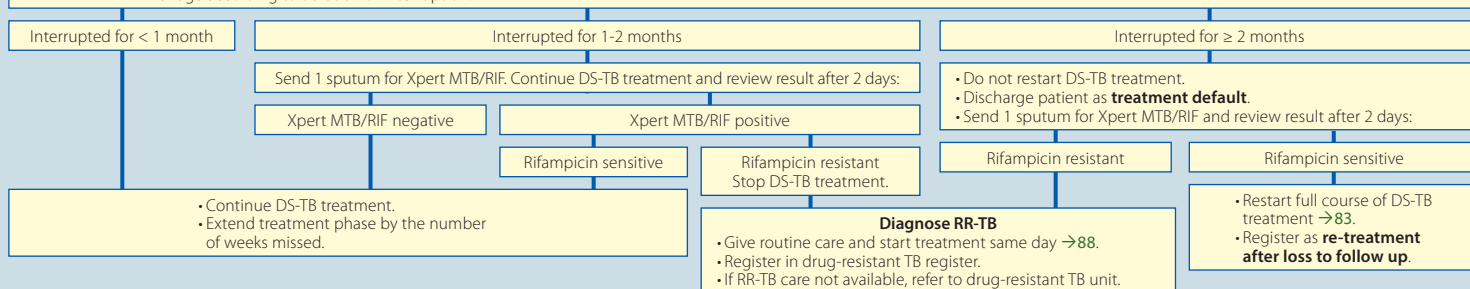 Interrupted for < 1 month
Interrupted for 1-2 months
Interrupted for ≥ 2 months
Send 1 sputum for Xpert MTB/RIF. Continue DS-TB treatment and review result after 2 days:
• Do not restart DS-TB treatment.
• Discharge patient as treatment default.
• Send 1 sputum for Xpert MTB/RIF and review result after 2 days:
Xpert MTB/RIF negative
Xpert MTB/RIF positive
Rifampicin sensitive
Rifampicin resistant
Stop DS-TB treatment.
Rifampicin resistant
Rifampicin sensitive
• Continue DS-TB treatment.
• Extend treatment phase by the number
of weeks missed.
Diagnose RR-TB
• Give routine care and start treatment same day →88.
• Register in drug-resistant TB register.
• If RR-TB care not available, refer to drug-resistant TB unit.
• Restart full course of DS-TB
treatment →83.
• Register as re-treatment
after loss to follow up.